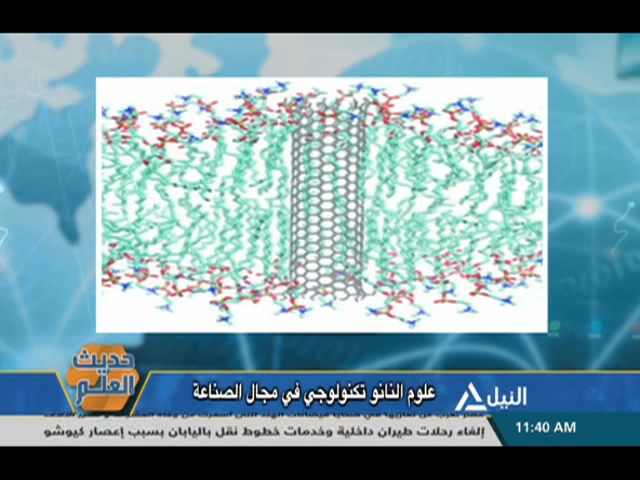 حديث
العلم
علوم النانو تكنولوجي في مجال الصناعة
النيل
إلغاء رحلات طيران داخلية وخدمات خطوط نقل باليابان بسبب إعصار كيوشو
11:40 AM